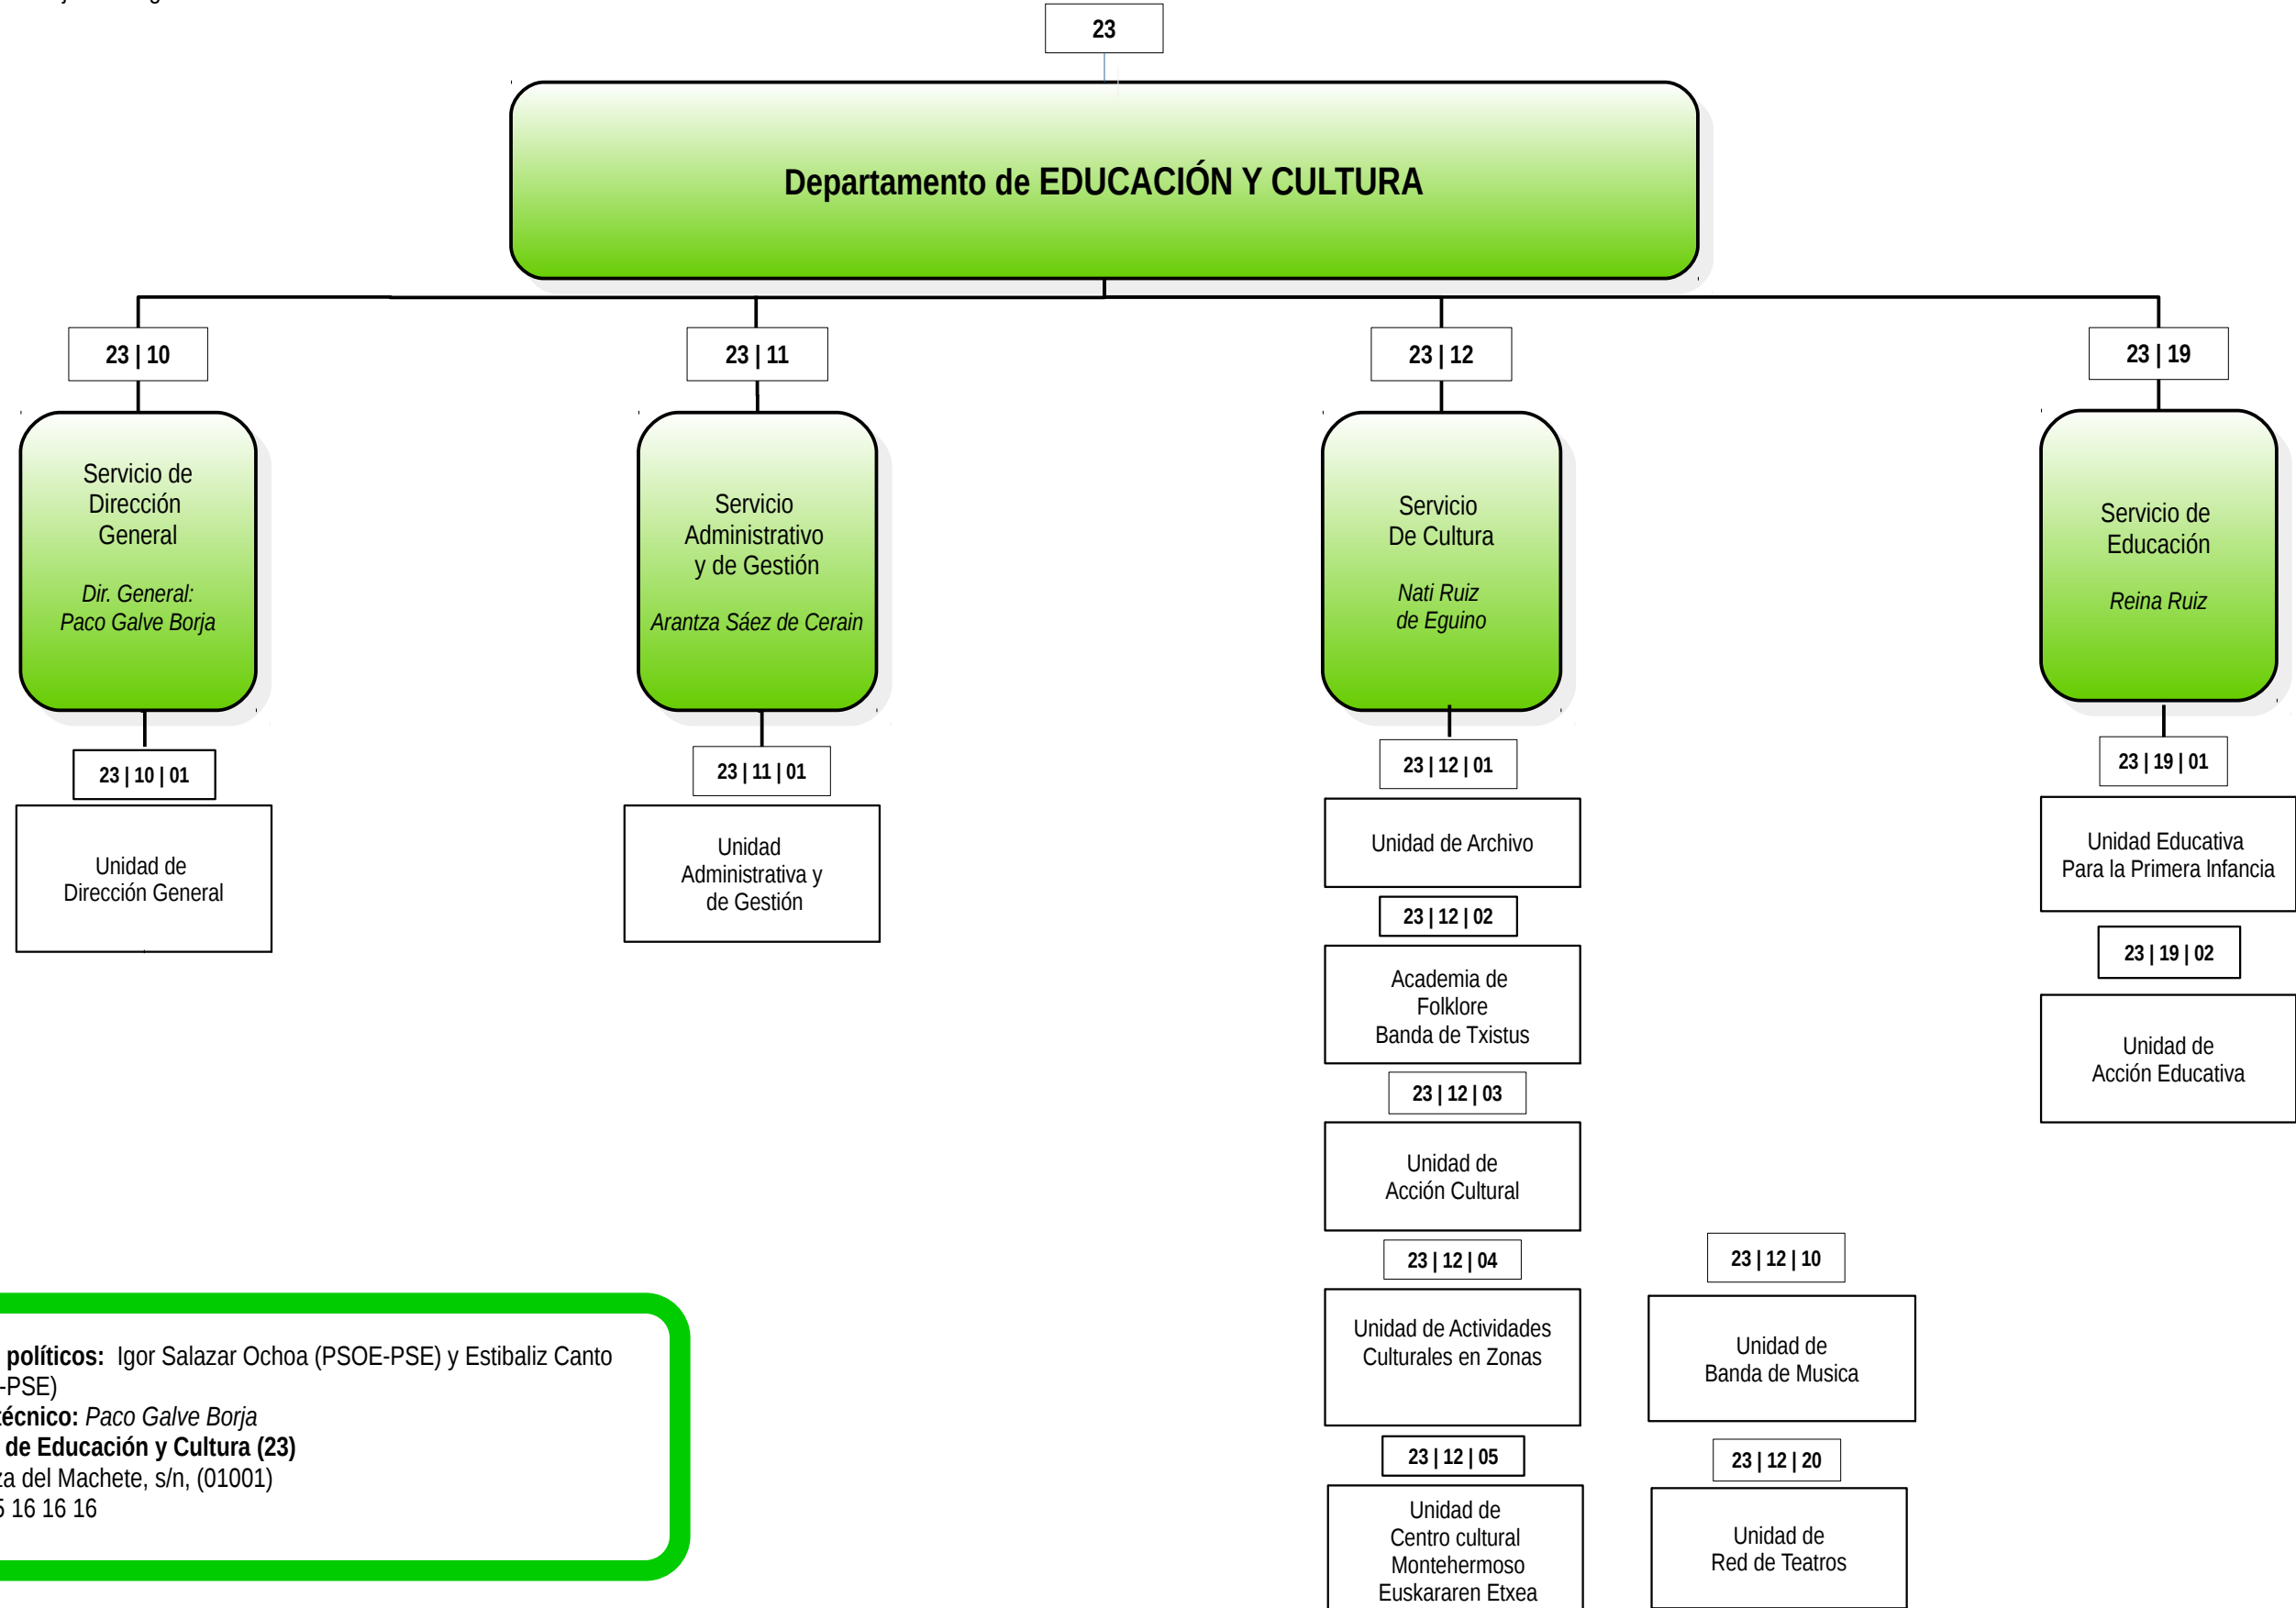 23
Departamento de EDUCACIÓN Y CULTURA
23 | 10
23 | 11
23 | 12
23 | 19
Servicio de
Dirección
General
Dir. General:
Paco Galve Borja
Servicio
Administrativo
y de Gestión
Arantza Sáez de Cerain
Servicio
De Cultura
Nati Ruiz
de Eguino
Servicio de
Educación
Reina Ruiz
23 | 10 | 01
Unidad de
Dirección General
23 | 11 | 01
Unidad
Administrativa y
de Gestión
23 | 12 | 01
Unidad de Archivo
23 | 12 | 02
Academia de
Folklore
Banda de Txistus
23 | 12 | 03
Unidad de
Acción Cultural
23 | 12 | 04
Unidad de Actividades
Culturales en Zonas
23 | 12 | 05
Unidad de
Centro cultural
Montehermoso
Euskararen Etxea
23 | 12 | 10
Unidad de
Banda de Musica
23 | 12 | 20
Unidad de
Red de Teatros
23 | 19 | 01
Unidad Educativa
Para la Primera Infancia
23 | 19 | 02
Unidad de
Acción Educativa
políticos: Igor Salazar Ochoa (PSOE-PSE) y Estibaliz Canto
-PSE)
técnico: Paco Galve Borja
de Educación y Cultura (23)
za del Machete, s/n, (01001)
16 16 16